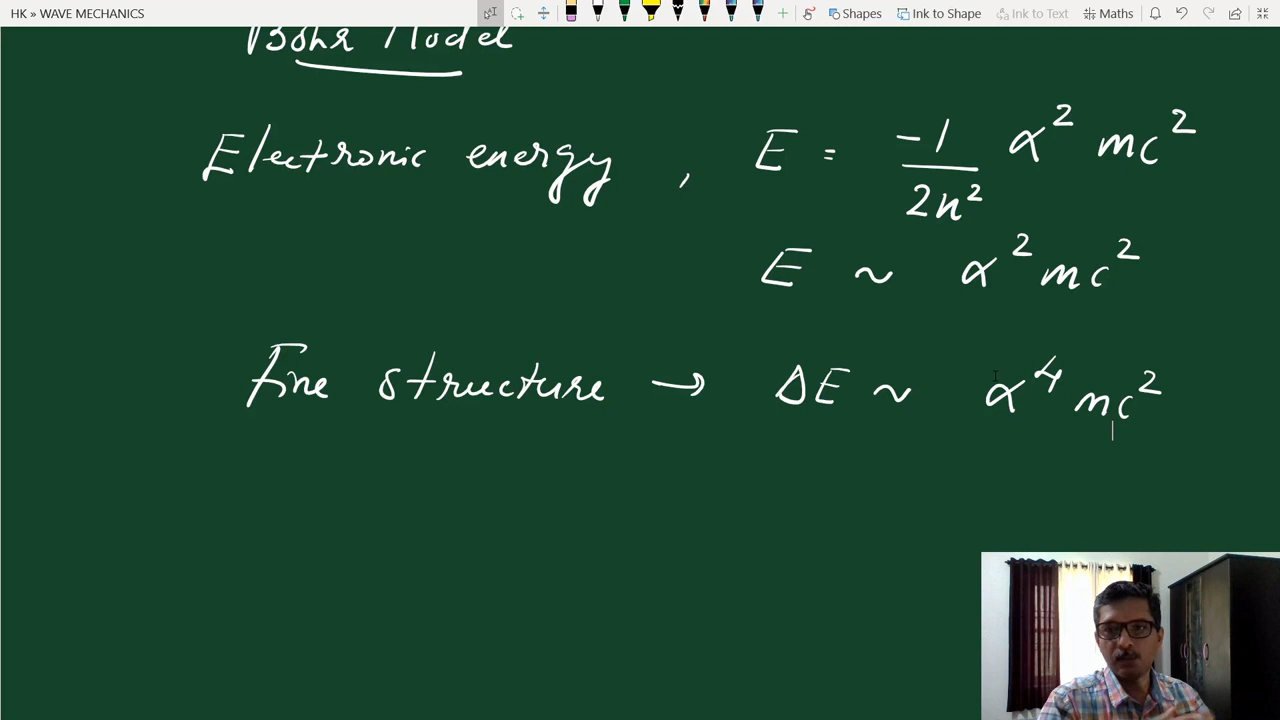 HK » WAVE MECHANICS
Shapes Ink to Shape Ink to Text Maths
Bohr Model
Electronic energy , E = -1/2n² α² mc²
E ~ α² mc²
Fine structure → ΔE ~ α⁴ mc²